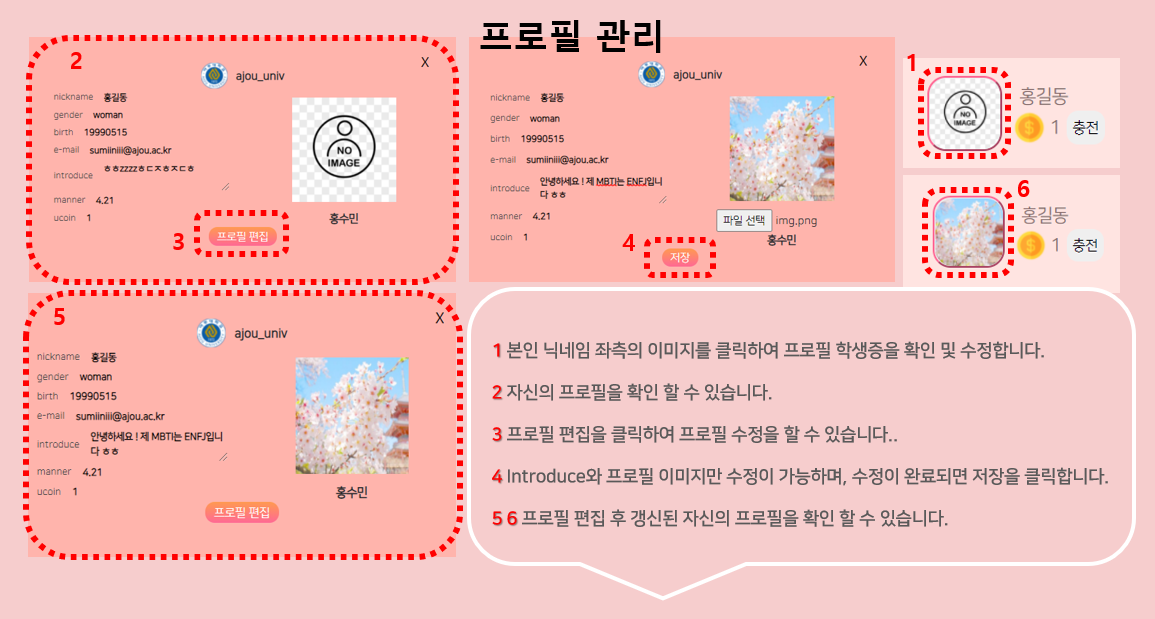 프로필 관리
2
X
ajou_univ
nickname 홍길동
gender woman
birth 19990515
e-mail sumiiniii@ajou.ac.kr
introduce ㅎㅎzzzzㅎㄷㅈㅎㅈㄷㅎ
manner 4.21
ucoin 1
NO
IMAGE
홍수민
3 프로필 편집
X
ajou_univ
nickname 홍길동
gender woman
birth 19990515
e-mail sumiiniii@ajou.ac.kr
introduce 안녕하세요 ! 제 MBTI는 ENFJ입니
다 ㅎㅎ
manner 4.21
ucoin 1
파일 선택 img.png
홍수민
4 저장
1
NO
IMAGE
홍길동
1 충전
6
홍길동
1 충전
5
X
ajou_univ
nickname 홍길동
gender woman
birth 19990515
e-mail sumiiniii@ajou.ac.kr
introduce 안녕하세요 ! 제 MBTI는 ENFJ입니
다 ㅎㅎ
manner 4.21
ucoin 1
홍수민
프로필 편집
1 본인 닉네임 좌측의 이미지를 클릭하여 프로필 학생증을 확인 및 수정합니다.
2 자신의 프로필을 확인 할 수 있습니다.
3 프로필 편집을 클릭하여 프로필 수정을 할 수 있습니다..
4 Introduce와 프로필 이미지만 수정이 가능하며, 수정이 완료되면 저장을 클릭합니다.
5 6 프로필 편집 후 갱신된 자신의 프로필을 확인 할 수 있습니다.